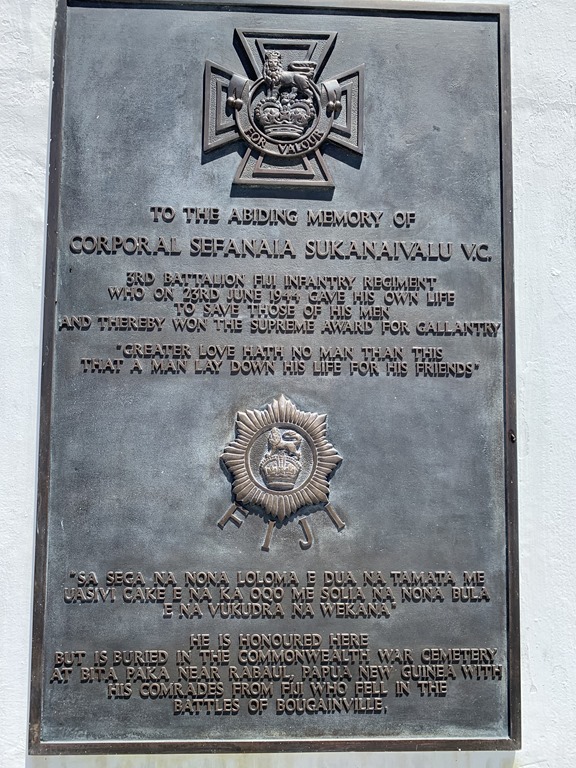 FOR VALOUR
TO THE ABIDING MEMORY OF
CORPORAL SEFANAIA SUKANAIVALU V.C.
3RD BATTALION FIJI INFANTRY REGIMENT
WHO ON 23RD JUNE 1944 GAVE HIS OWN LIFE
TO SAVE THOSE OF HIS MEN
AND THEREBY WON THE SUPREME AWARD FOR GALLANTRY
"GREATER LOVE HATH NO MAN THAN THIS
THAT A MAN LAY DOWN HIS LIFE FOR HIS FRIENDS"
FIJI
"SA SEGA NA NONA LOLOMA E DUA NA TAMATA ME
UASIVI CAKE E NA KA OQO ME SOLIA NA NONA BULA
E NA VUKUDRA NA WEKANA"
HE IS HONOURED HERE
BUT IS BURIED IN THE COMMONWEALTH WAR CEMETERY
AT BITA PAKA NEAR RABAUL, PAPUA NEW GUINEA WITH
HIS COMRADES FROM FIJI WHO FELL IN THE
BATTLES OF BOUGAINVILLE.